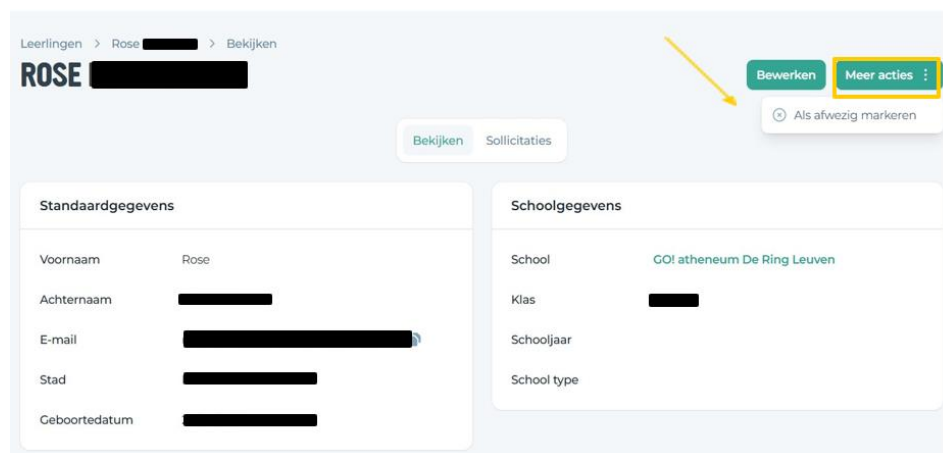 Leerlingen > Rose > Bekijken
ROSE
Bewerken
Meer acties
Als afwezig markeren
Bekijken
Sollicitaties
Standaardgegevens
Voornaam Rose
Achternaam
E-mail
Stad
Geboortedatum
Schoolgegevens
School GO! atheneum De Ring Leuven
Klas
Schooljaar
School type